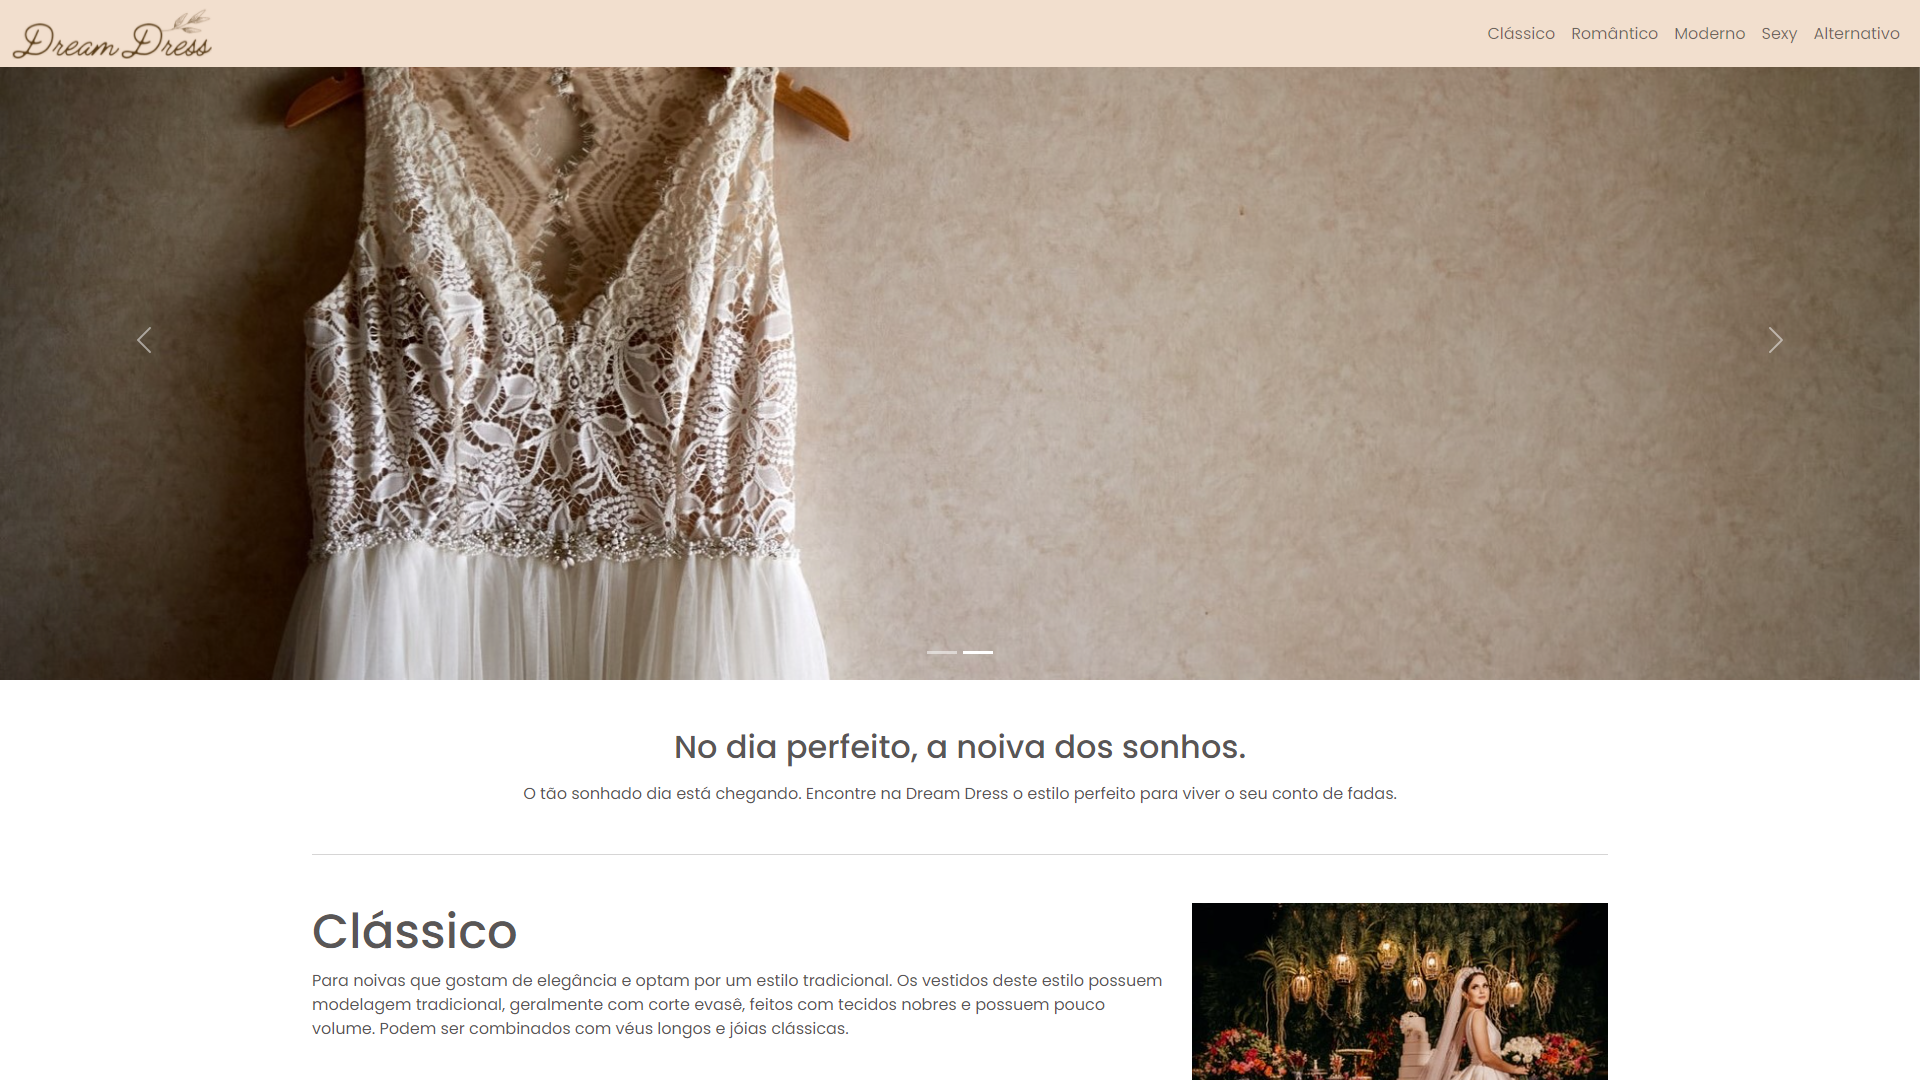 Dream Dress
Clássico Romântico Moderno Sexy Alternativo
No dia perfeito, a noiva dos sonhos.
O tão sonhado dia está chegando. Encontre na Dream Dress o estilo perfeito para viver o seu conto de fadas.
Clássico
Para noivas que gostam de elegância e optam por um estilo tradicional. Os vestidos deste estilo possuem
modelagem tradicional, geralmente com corte evasê, feitos com tecidos nobres e possuem pouco
volume. Podem ser combinados com véus longos e jóias clássicas.